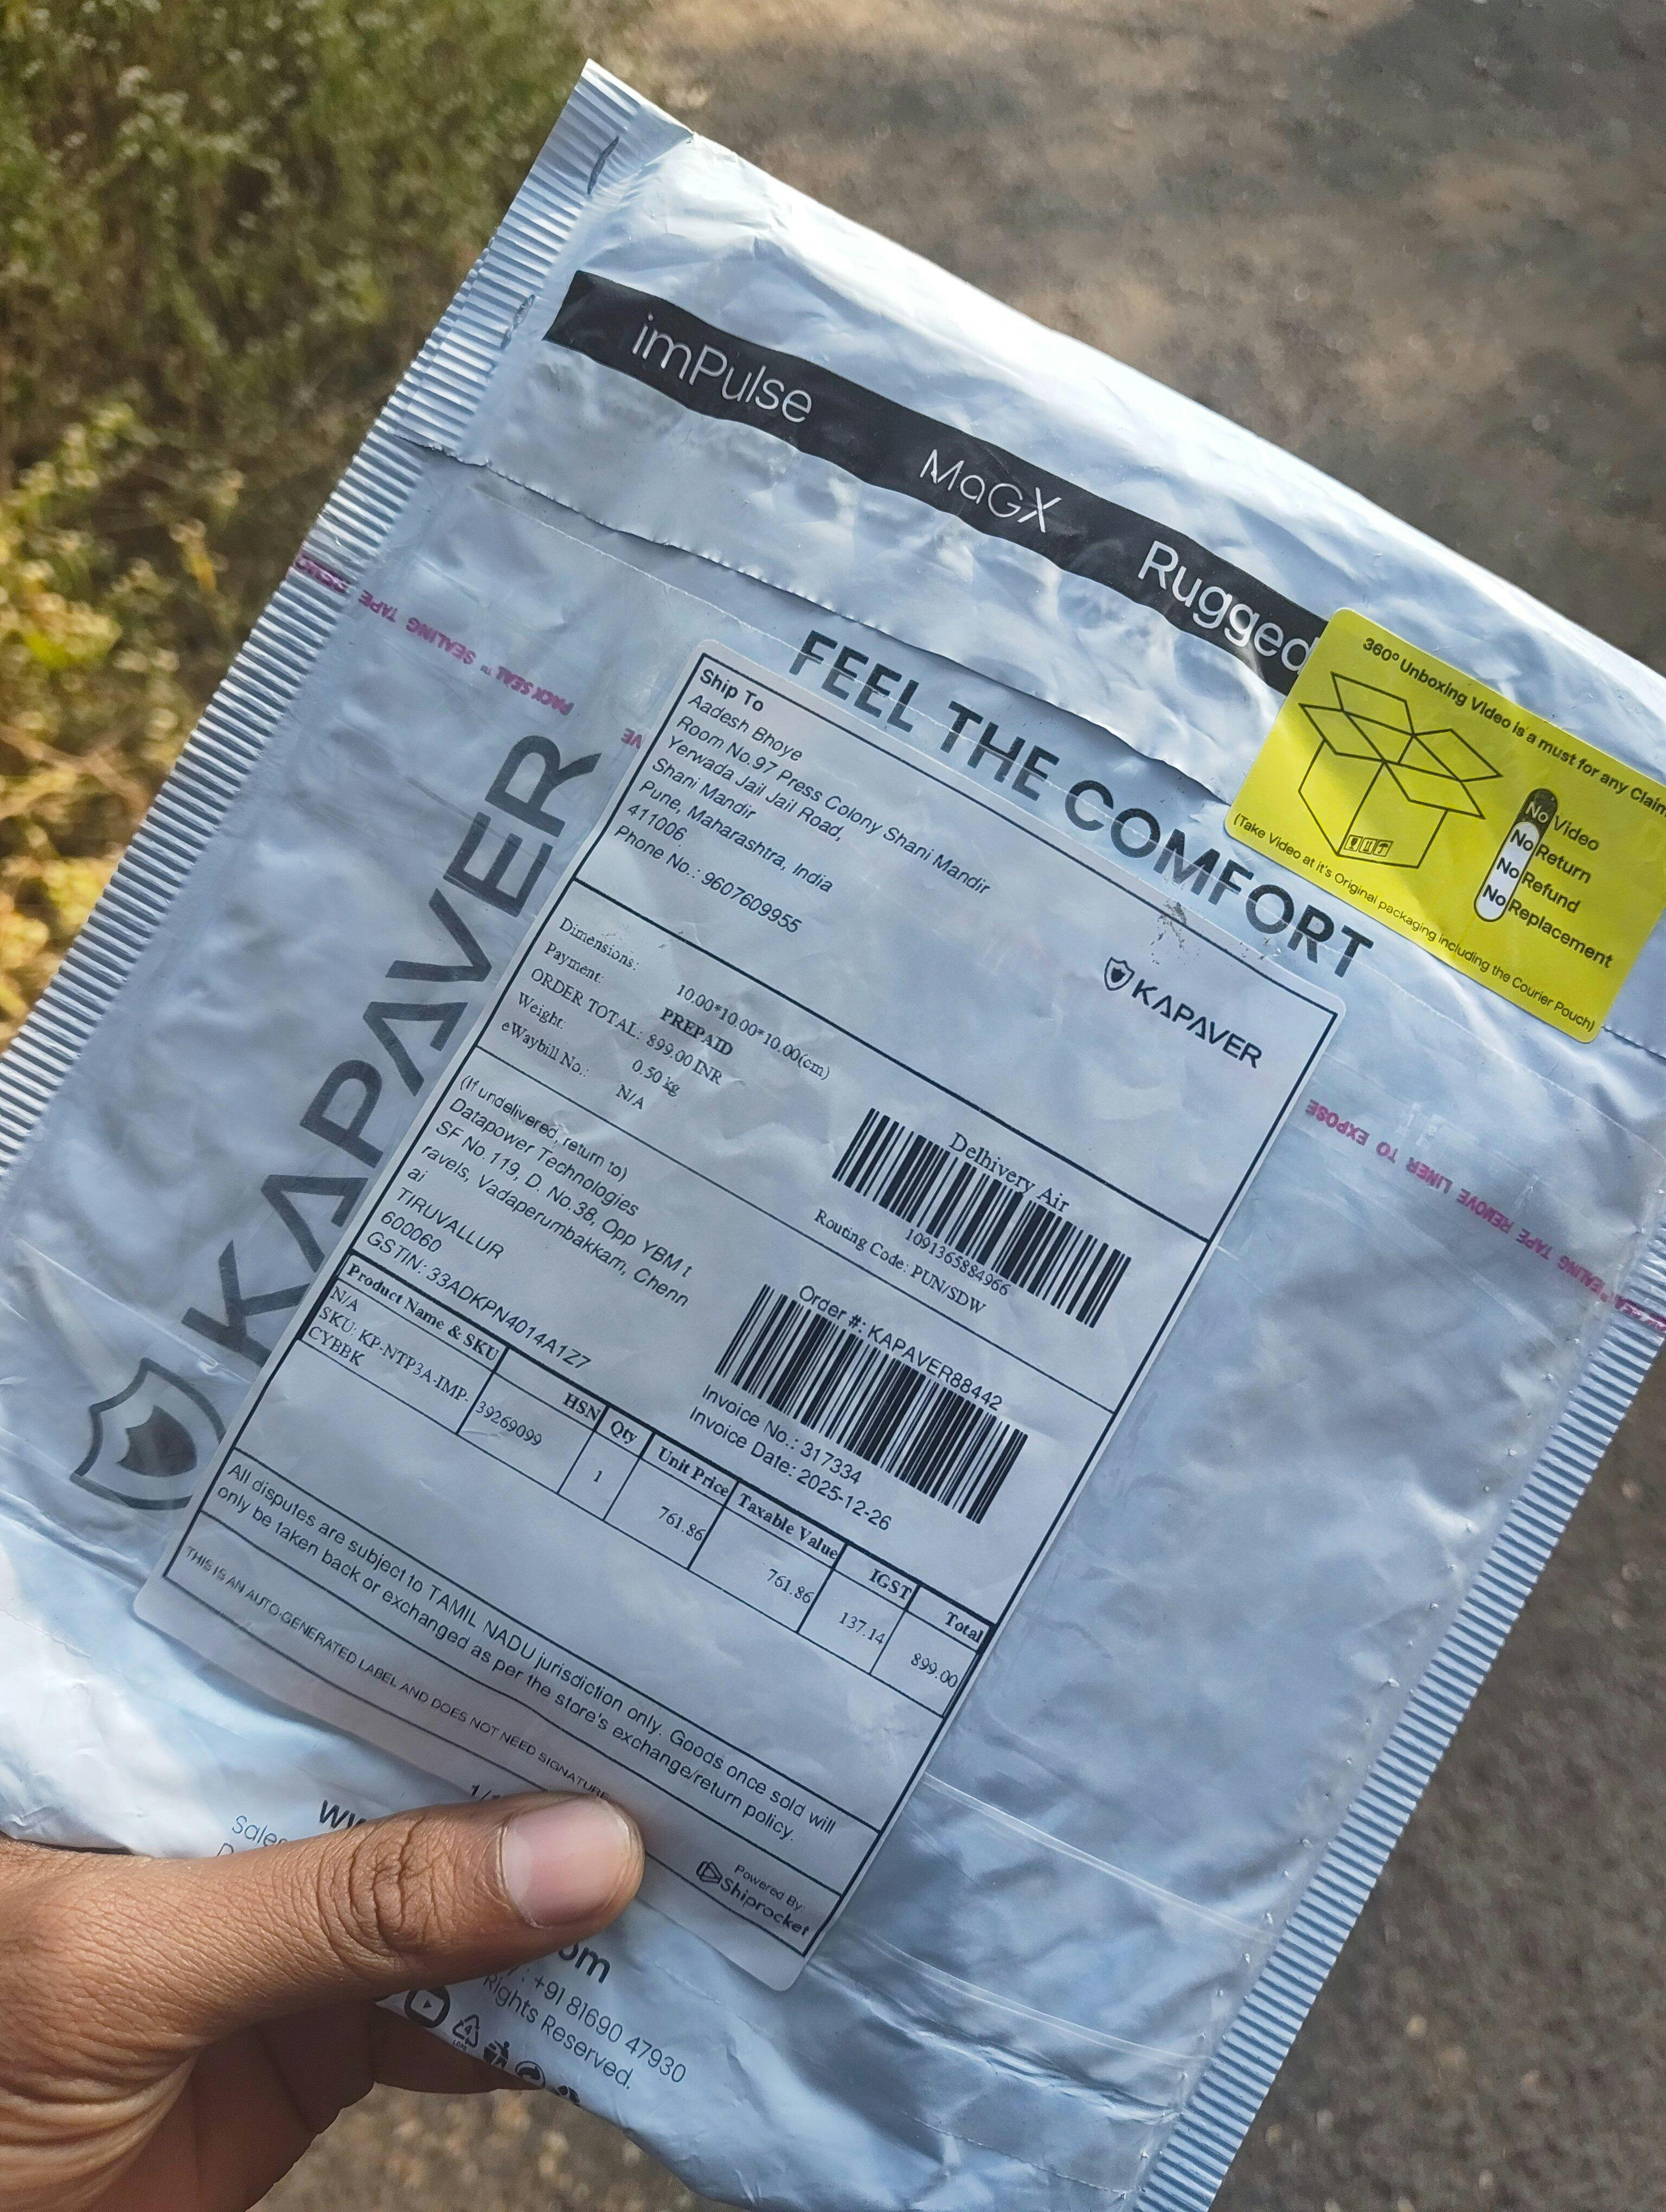 imPulse MaGX Rugged
FEEL THE COMFORT
360° Unboxing Video is a must for any Claim
No Video
No Return
No Refund
No Replacement
(Take Video at it's Original packaging including the Courier Pouch)
PACK SEAL™ SEALING TAPE
TAPE REMOVE LINER TO EXPOSE
KAPAVER
Ship To
Aadesh Bhoye
Room No.97 Press Colony Shani Mandir
Yerwada Jail Jail Road,
Shani Mandir
Pune, Maharashtra, India
411006
Phone No.: 9607609955
KAPAVER
Dimensions: 10.00*10.00*10.00(cm)
Payment: PREPAID
ORDER TOTAL: 899.00 INR
Weight: 0.50 kg
eWaybill No.: N/A
Delhivery Air
1091365884966
Routing Code: PUN/SDW
(If undelivered, return to)
Datapower Technologies
SF No.119, D. No.38, Opp YBM t
ravels, Vadaperumbakkam, Chenn
ai
TIRUVALLUR
600060
GSTIN: 33ADKPN4014A1Z7
Order #: KAPAVER88442
Invoice No.: 317334
Invoice Date: 2025-12-26
Product Name & SKU HSN Qty Unit Price Taxable Value IGST Total
N/A
SKU: KP-NTP3A-IMP-
CYBBK
39269099 1 761.86 761.86 137.14 899.00
All disputes are subject to TAMIL NADU jurisdiction only. Goods once sold will
only be taken back or exchanged as per the store's exchange/return policy.
THIS IS AN AUTO-GENERATED LABEL AND DOES NOT NEED SIGNATURE
Powered By:
Shiprocket
: +91 81690 47930
Rights Reserved.